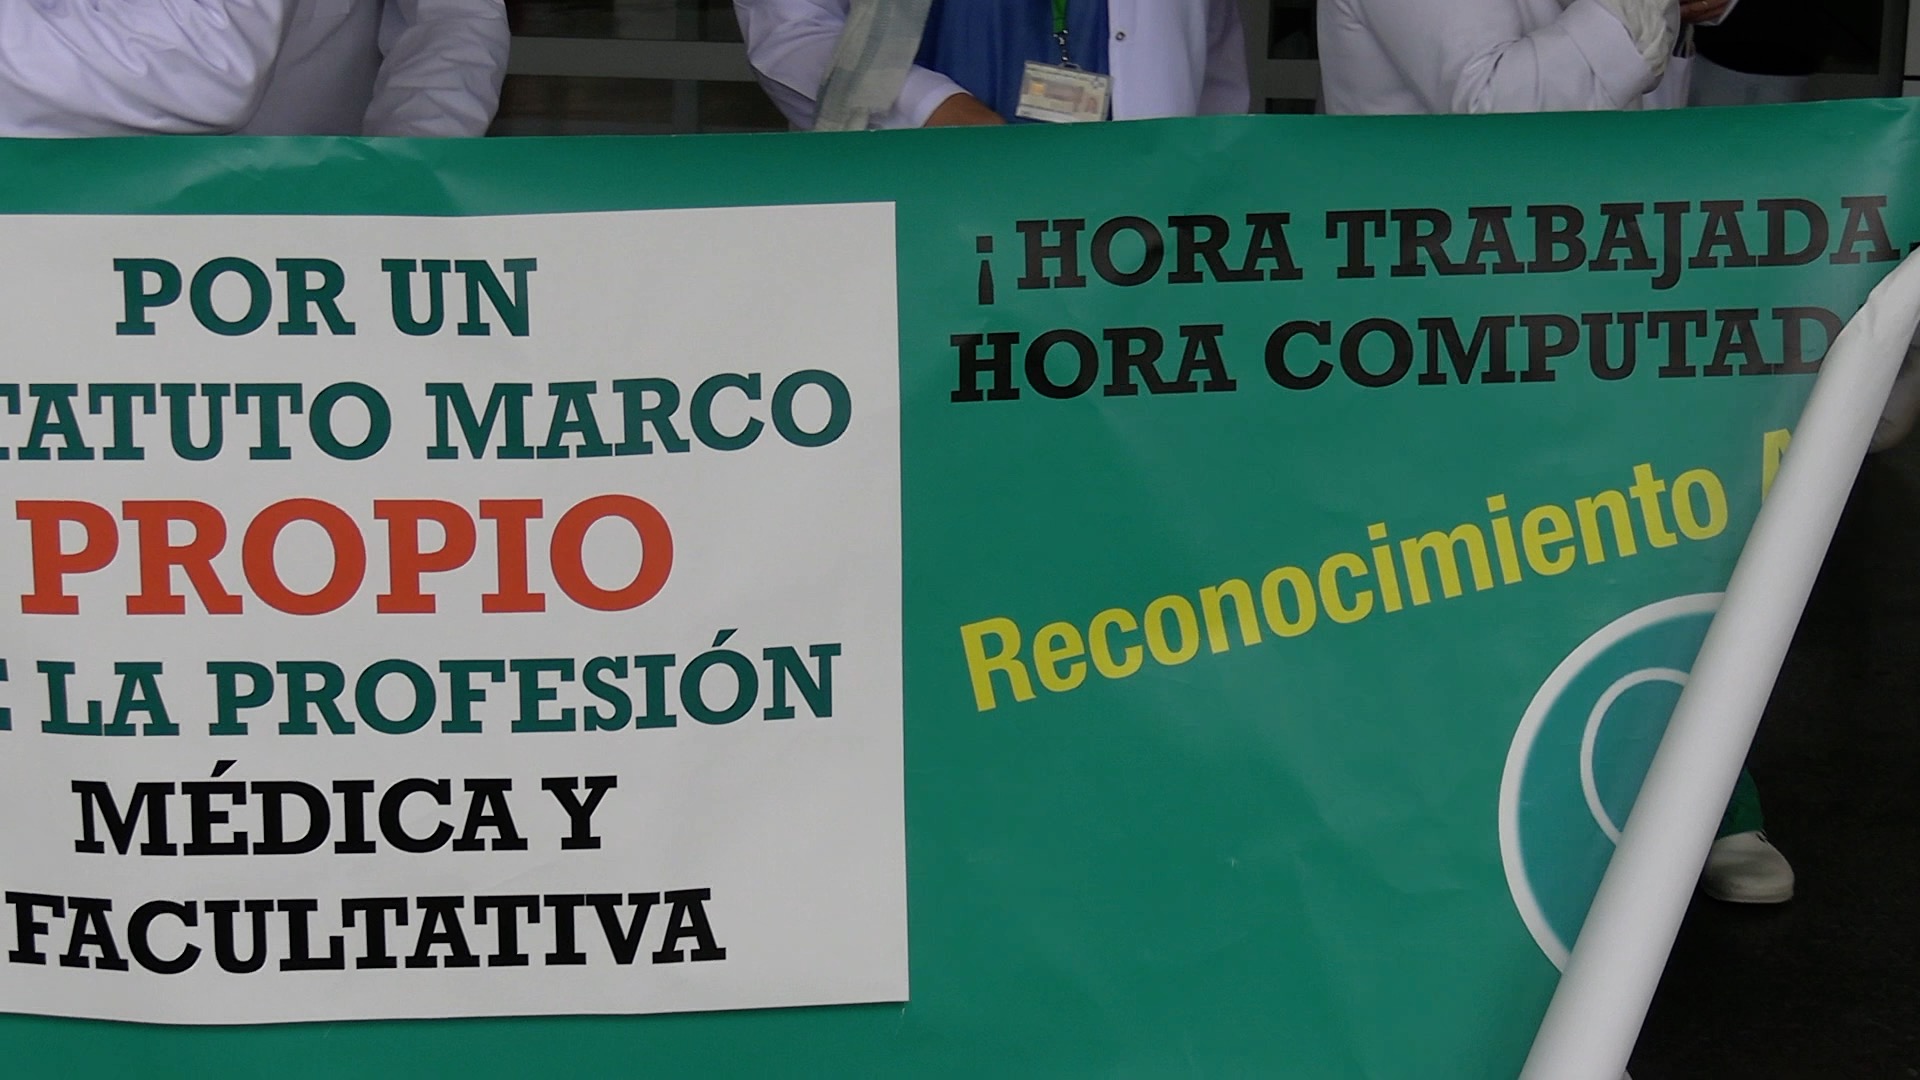 POR UN
TATUTO MARCO
PROPIO
LA PROFESIÓN
MÉDICA Y
FACULTATIVA
¡HORA TRABAJADA,
HORA COMPUTAD
Reconocimiento